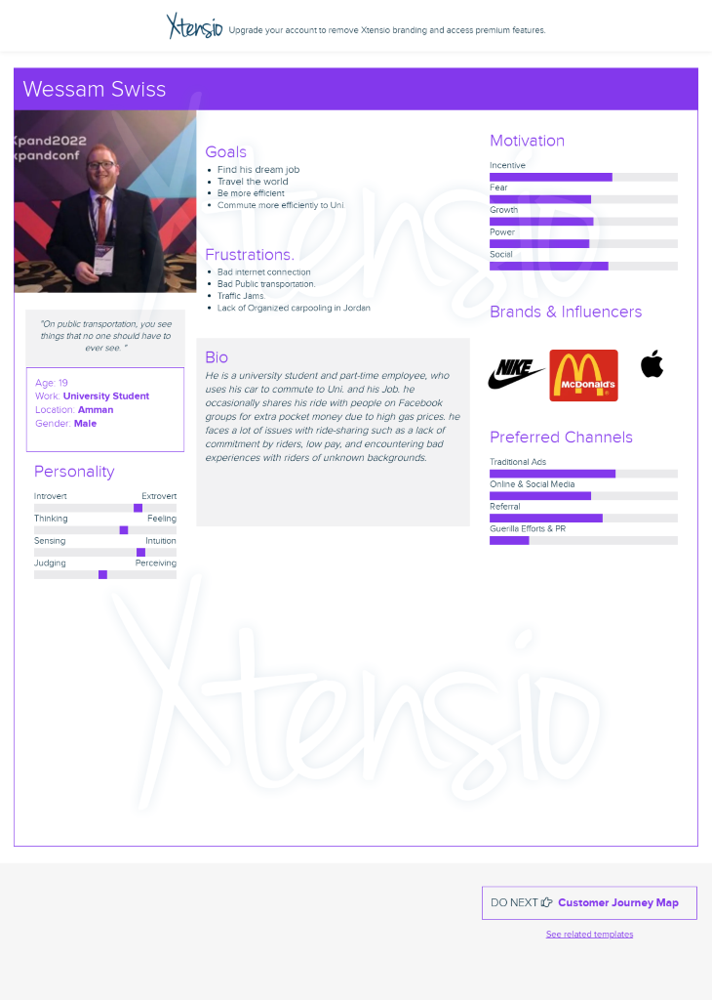 Xtensio Upgrade your account to remove Xtensio branding and access premium features.
Wessam Swiss
Xpand2022
xpandconf
"On public transportation, you see
things that no one should have to
ever see. "
Age: 19
Work: University Student
Location: Amman
Gender: Male
Personality
Introvert Extrovert
Thinking Feeling
Sensing Intuition
Judging Perceiving
Goals
Find his dream job
Travel the world
Be more efficient
Commute more efficiently to Uni.
Frustrations.
Bad internet connection
Bad Public transportation.
Traffic Jams.
Lack of Organized carpooling in Jordan
Bio
He is a university student and part-time employee, who
uses his car to commute to Uni. and his Job. he
occasionally shares his ride with people on Facebook
groups for extra pocket money due to high gas prices. he
faces a lot of issues with ride-sharing such as a lack of
commitment by riders, low pay, and encountering bad
experiences with riders of unknown backgrounds.
Motivation
Incentive
Fear
Growth
Power
Social
Brands & Influencers
NIKE
McDonald's
Preferred Channels
Traditional Ads
Online & Social Media
Referral
Guerilla Efforts & PR
Xtensio
Xtensio
DO NEXT Customer Journey Map
See related templates